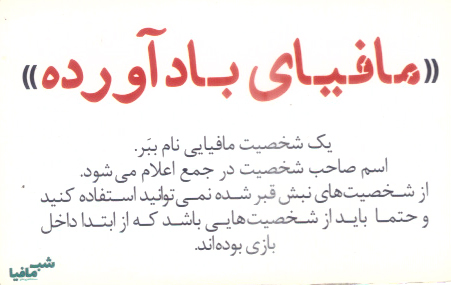 «مافیای بادآورده»
یک شخصیت مافیایی نام ببَر.
اسم صاحب شخصیت در جمع اعلام می شود.
از شخصیت‌های نبش قبر شده نمی‌توانید استفاده کنید
و حتما باید از شخصیت‌هایی باشد که از ابتدا داخل
بازی بوده‌اند.
شب
مافیا